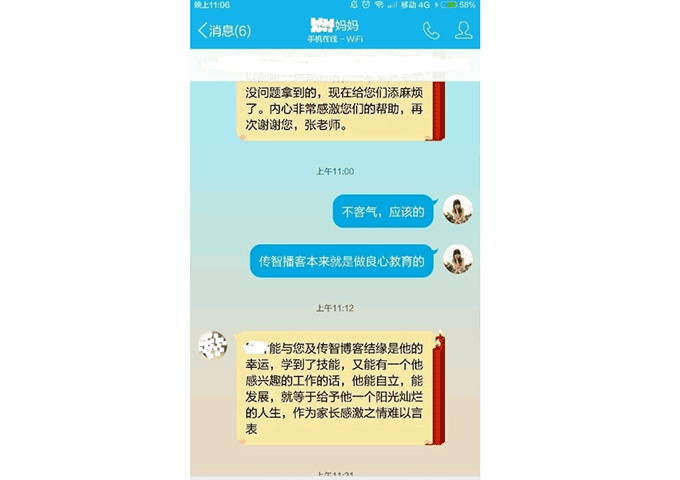 晚上11:06
移动 4G
58%
消息(6)
妈妈
手机在线 - WiFi
没问题拿到的，现在给您们添麻烦
了。内心非常感激您们的帮助，再
次谢谢您，张老师。
上午11:00
不客气，应该的
传智播客本来就是做良心教育的
上午11:12
能与您及传智博客结缘是他的
幸运，学到了技能，又能有一个他
感兴趣的工作的话，他能自立，能
发展，就等于给予他一个阳光灿烂
的人生，作为家长感激之情难以言
表
上午11:21